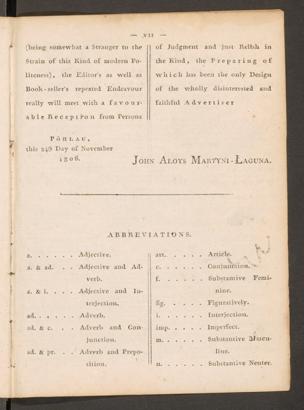 — XII —
(being somewhat a Stranger to the
Strain of this Kind of modern Po-
liteness), the Editor's as well as
Book-seller's repeated Endeavour
really will meet with a favour-
able Reception from Persons
of Judgment and just Relish in
the Kind, the Preparing of
which has been the only Design
of the wholly disinterested and
faithful Advertiser
PÖHLAU,
this 24th Day of November
1806.
JOHN ALOYS MARTYNI-LAGUNA.
ABBREVIATIONS.
a. . . . . . . Adjective.
a. & ad. . . . Adjective and Ad-
verb.
a. & i. . . . . Adjective and In-
terjection.
ad. . . . . . . Adverb.
ad. & c. . . . Adverb and Con-
junction.
ad. & pr. . . . Adverb and Prepo-
sition.
art. . . . . . Article.
c. . . . . . . Conjunction.
f. . . . . . . Substantive Femi-
nine.
fig. . . . . . Figuratively.
i. . . . . . . Interjection.
imp. . . . . . Imperfect.
m. . . . . . . Substantive Mascu-
line.
n. . . . . . . Substantive Neuter.